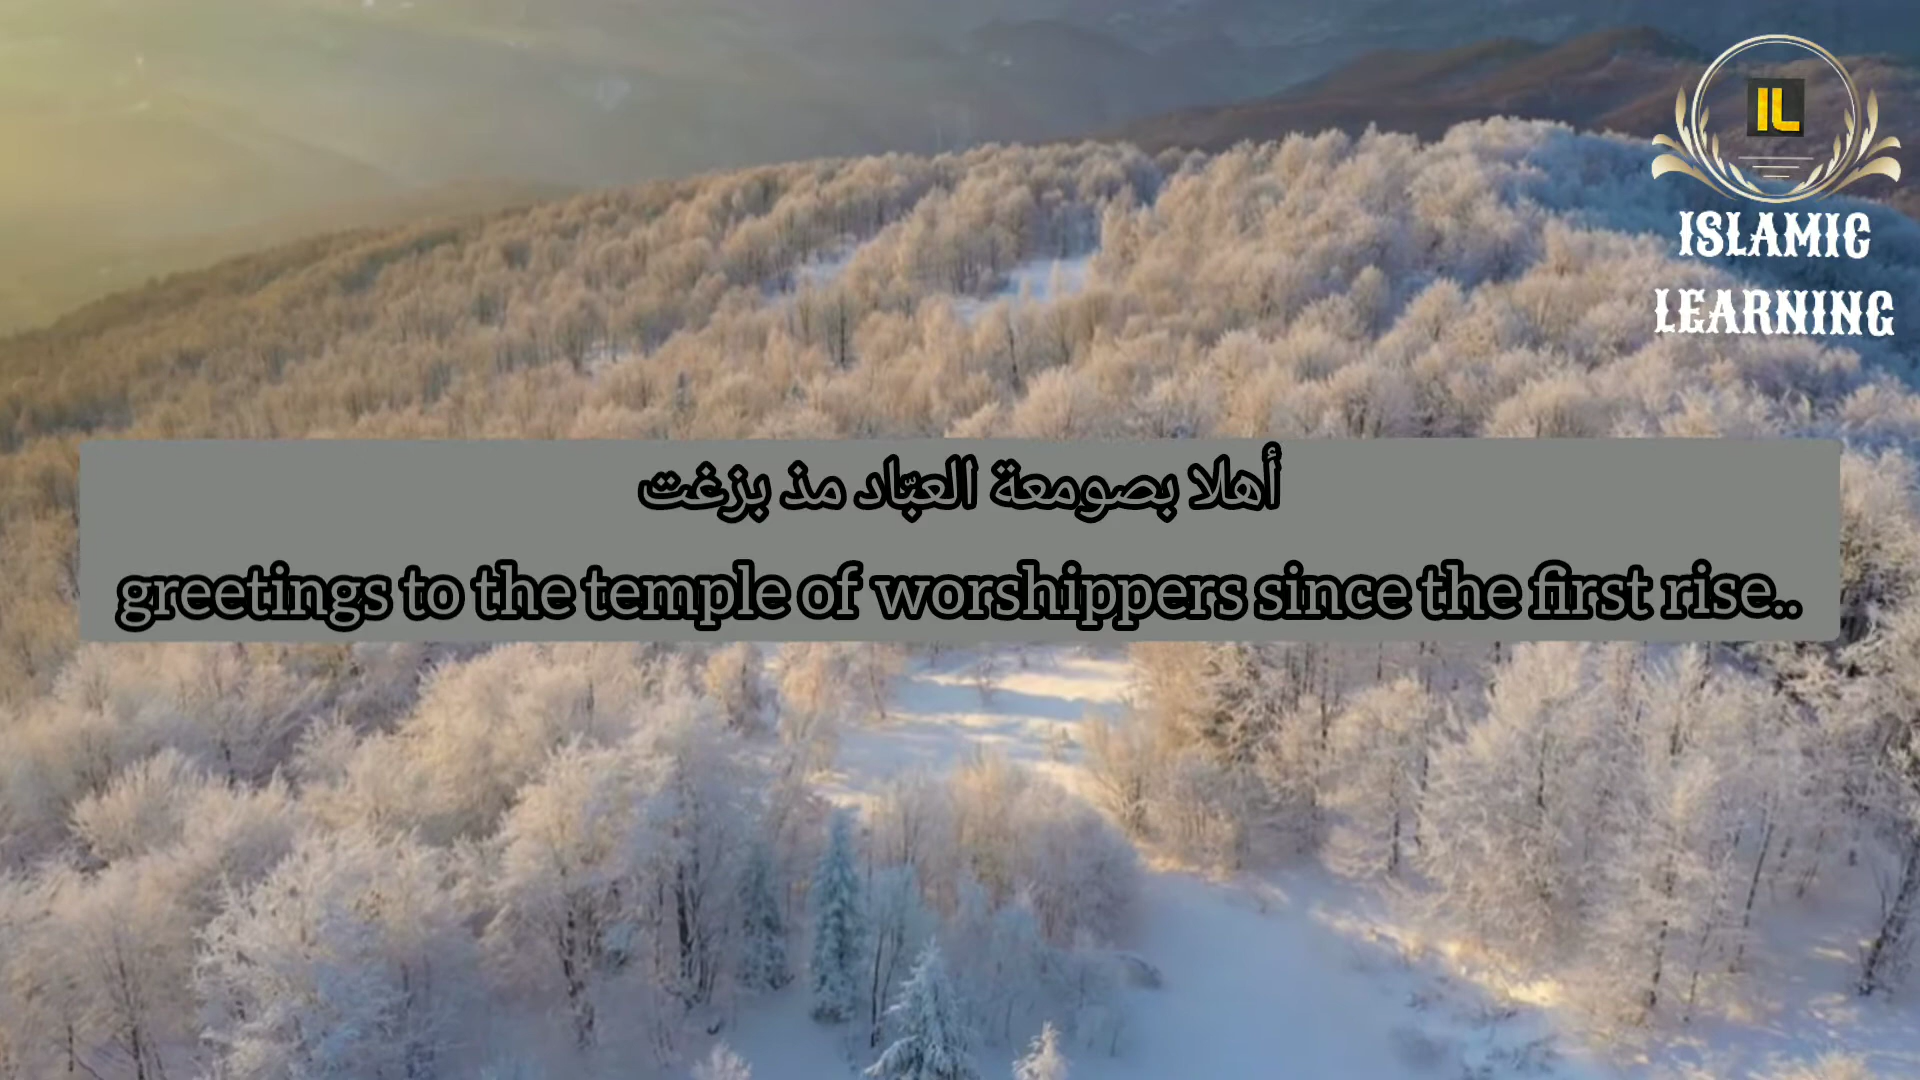 IL
ISLAMIC
LEARNING
أهلا بصومعة العبّاد مذ بزغت
greetings to the temple of worshippers since the first rise..